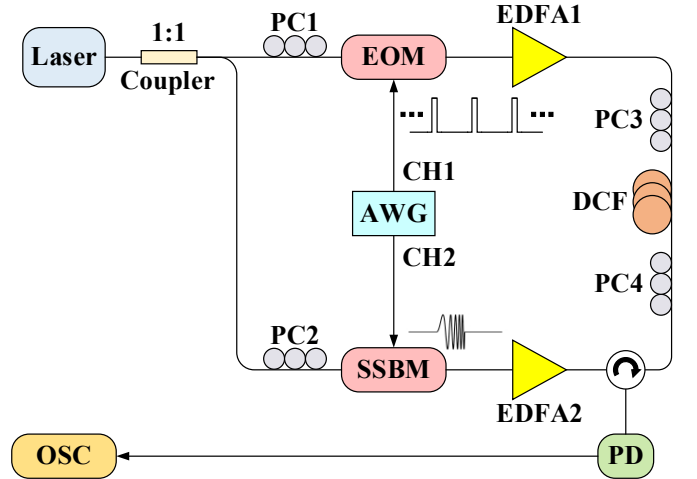 EDFA1
PC1
1:1
Laser
EOM
Coupler
...
...
PC3
CH1
DCF
AWG
CH2
PC4
PC2
SSBM
EDFA2
OSC
PD